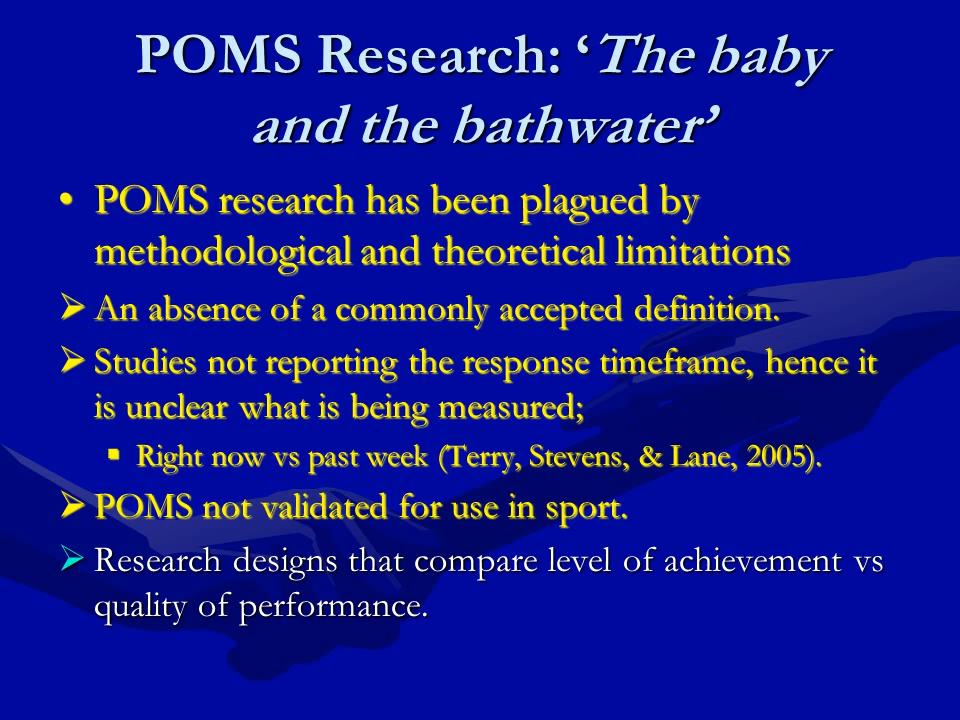 POMS Research: ‘The baby
and the bathwater’
• POMS research has been plagued by
methodological and theoretical limitations
➢ An absence of a commonly accepted definition.
➢ Studies not reporting the response timeframe, hence it
is unclear what is being measured;
▪ Right now vs past week (Terry, Stevens, & Lane, 2005).
➢ POMS not validated for use in sport.
➢ Research designs that compare level of achievement vs
quality of performance.